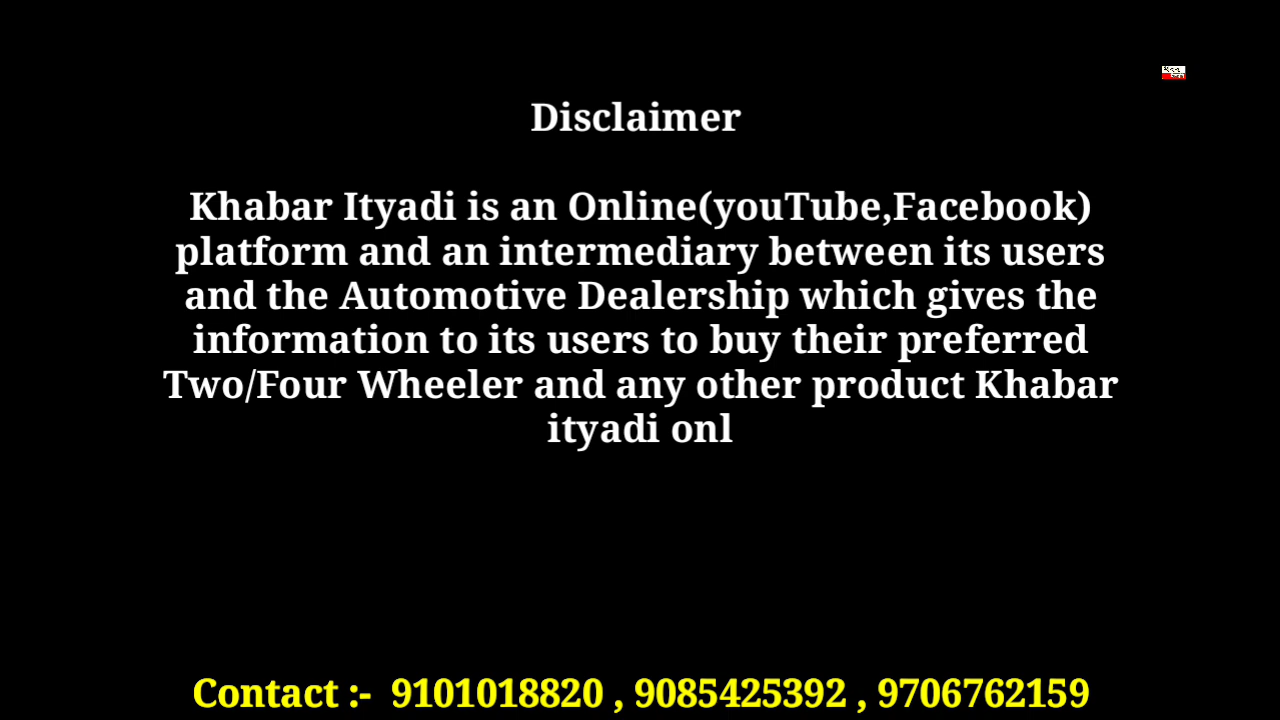 Disclaimer
Khabar Ityadi is an Online(youTube,Facebook)
platform and an intermediary between its users
and the Automotive Dealership which gives the
information to its users to buy their preferred
Two/Four Wheeler and any other product Khabar
ityadi onl
Contact :-  9101018820 , 9085425392 , 9706762159